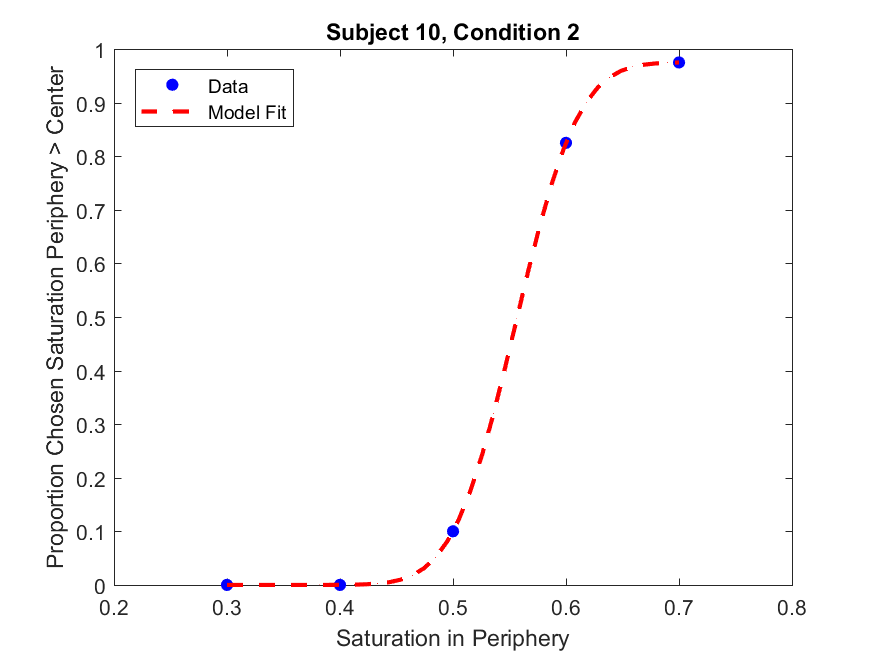 Subject 10, Condition 2
Data
Model Fit
Proportion Chosen Saturation Periphery > Center
1
0.9
0.8
0.7
0.6
0.5
0.4
0.3
0.2
0.1
0
0.2 0.3 0.4 0.5 0.6 0.7 0.8
Saturation in Periphery